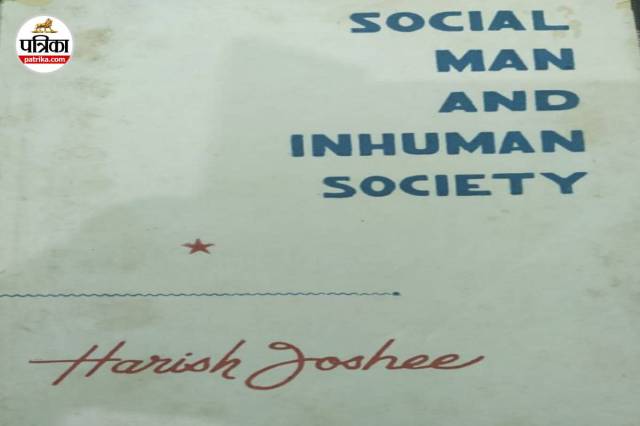 पत्रिका
patrika.com
SOCIAL
MAN
AND
INHUMAN
SOCIETY
Harish Joshee